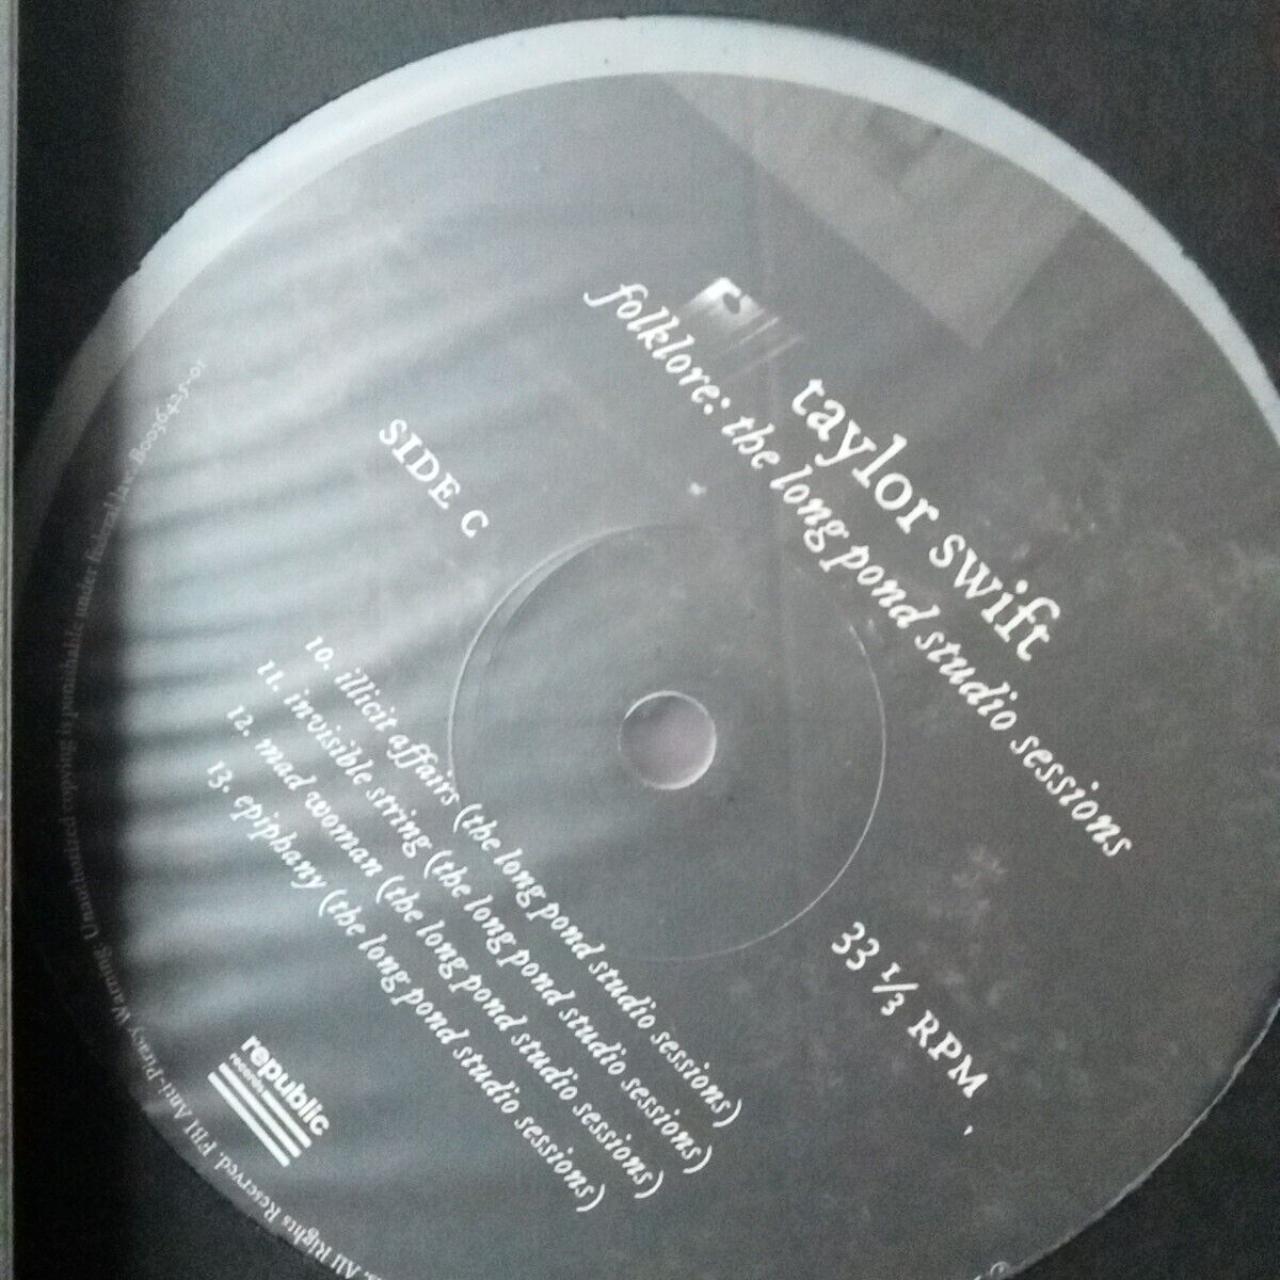 taylor swift
folklore: the long pond studio sessions
SIDE C
33 1/3 RPM
10. illicit affairs (the long pond studio sessions)
11. invisible string (the long pond studio sessions)
12. mad woman (the long pond studio sessions)
13. epiphany (the long pond studio sessions)
republic
records
All Rights Reserved. FBI Anti-Piracy Warning: Unauthorized copying is punishable under federal law. B0036425-01